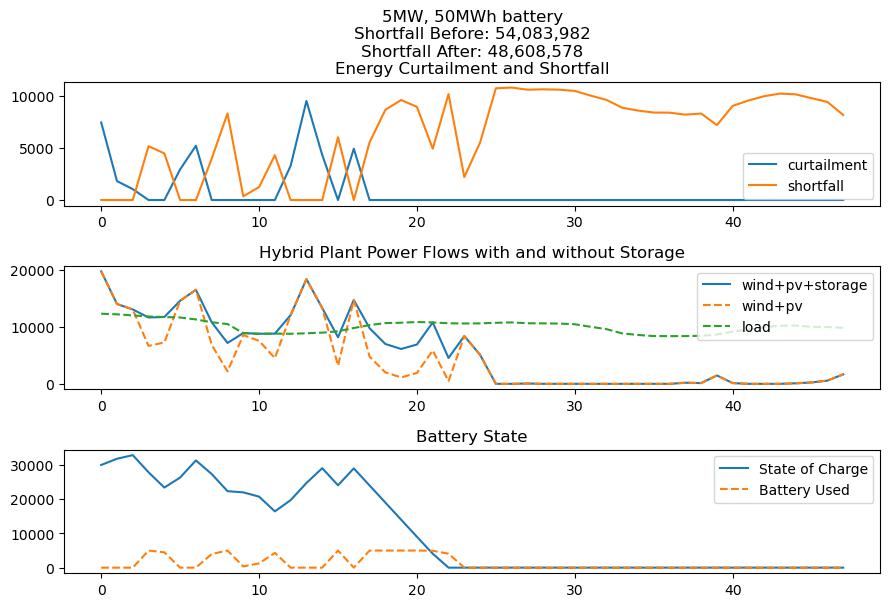 5MW, 50MWh battery
Shortfall Before: 54,083,982
Shortfall After: 48,608,578
Energy Curtailment and Shortfall
10000
5000
0
curtailment
shortfall
0 10 20 30 40
Hybrid Plant Power Flows with and without Storage
20000
10000
0
wind+pv+storage
wind+pv
load
0 10 20 30 40
Battery State
30000
20000
10000
0
State of Charge
Battery Used
0 10 20 30 40